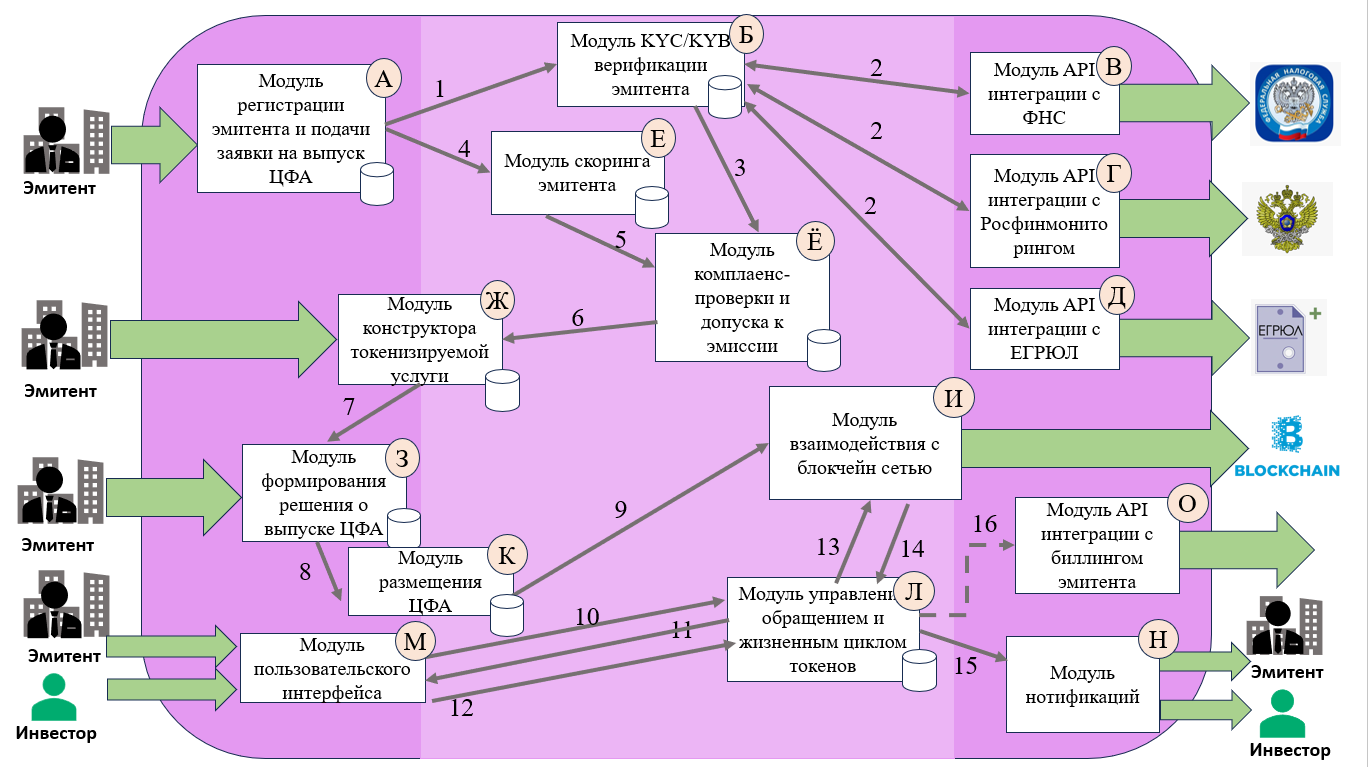 Модуль
регистрации
эмитента и подачи
заявки на выпуск
ЦФА
А
Эмитент
1
Модуль KYC/KYB
верификации
эмитента
Б
2
2
2
Модуль API
интеграции с
ФНС
В
ФЕДЕРАЛЬНАЯ НАЛОГОВАЯ СЛУЖБА
4
Модуль скоринга
эмитента
Е
3
5
Модуль API
интеграции с
Росфинмонито
рингом
Г
Модуль
комплаенс-
проверки и
допуска к
эмиссии
Ё
Модуль API
интеграции с
ЕГРЮЛ
Д
ЕГРЮЛ
Эмитент
Модуль
конструктора
токенизируемой
услуги
Ж
6
7
Модуль
взаимодействия с
блокчейн сетью
И
BLOCKCHAIN
Эмитент
Модуль
формирования
решения о
выпуске ЦФА
З
8
Модуль
размещения
ЦФА
К
9
13
14
16
Модуль API
интеграции с
биллингом
эмитента
О
Эмитент
Инвестор
Модуль
пользовательского
интерфейса
М
10
11
12
Модуль управлени
обращением и
жизненным циклом
токенов
Л
15
Модуль
нотификаций
Н
Эмитент
Инвестор